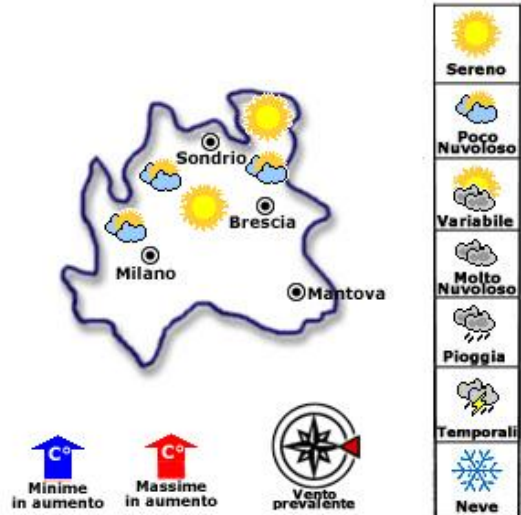 Sondrio
Brescia
Milano
Mantova
C°
Minime
in aumento
C°
Massime
in aumento
Vento
prevalente
Sereno
Poco
Nuvoloso
Variabile
Molto
Nuvoloso
Pioggia
Temporali
Neve